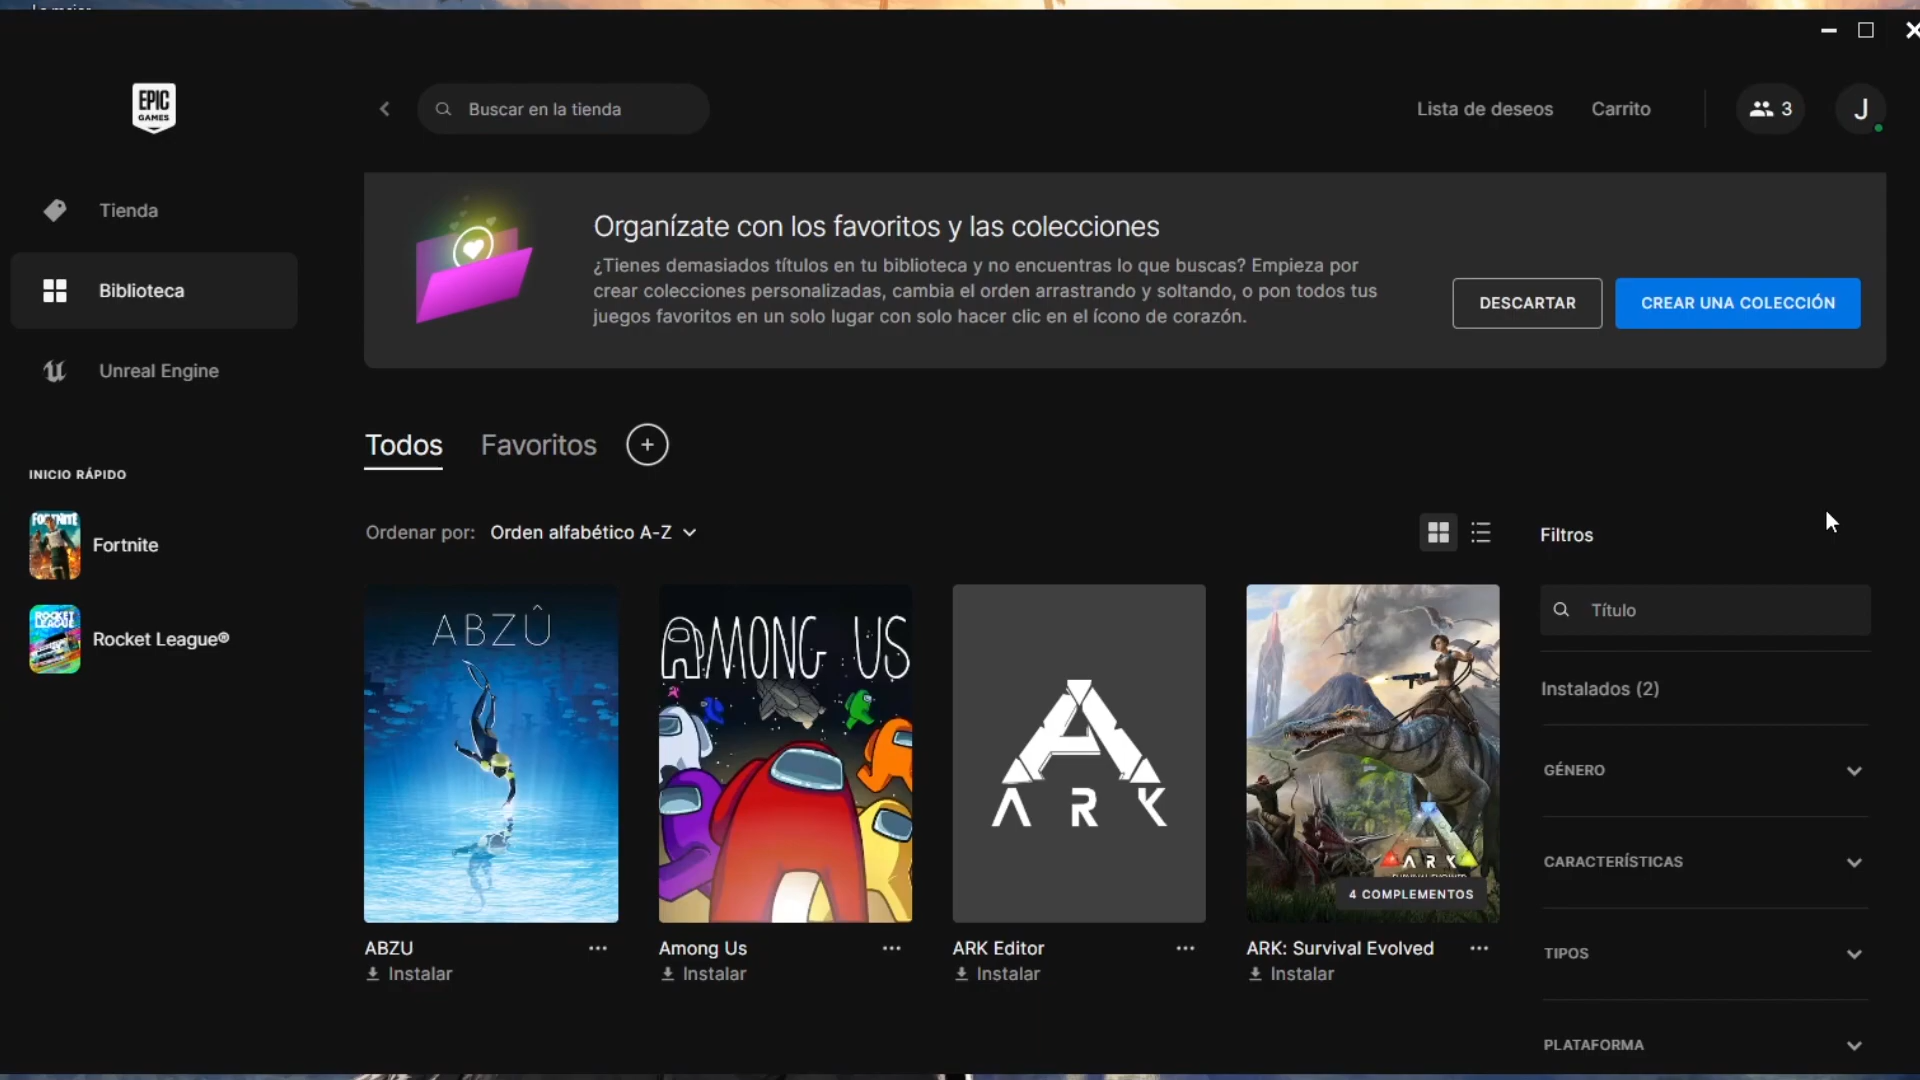 EPIC
GAMES
Buscar en la tienda
Lista de deseos
Carrito
3
J
Tienda
Biblioteca
Unreal Engine
INICIO RÁPIDO
FORTNITE
Fortnite
ROCKET
LEAGUE
Rocket League®
Organízate con los favoritos y las colecciones
¿Tienes demasiados títulos en tu biblioteca y no encuentras lo que buscas? Empieza por
crear colecciones personalizadas, cambia el orden arrastrando y soltando, o pon todos tus
juegos favoritos en un solo lugar con solo hacer clic en el ícono de corazón.
DESCARTAR
CREAR UNA COLECCIÓN
Todos
Favoritos
+
Ordenar por:
Orden alfabético A-Z
ABZÛ
AMONG US
ARK
ARK
4 COMPLEMENTOS
ABZU
Instalar
Among Us
Instalar
ARK Editor
Instalar
ARK: Survival Evolved
Instalar
Filtros
Título
Instalados (2)
GÉNERO
CARACTERÍSTICAS
TIPOS
PLATAFORMA